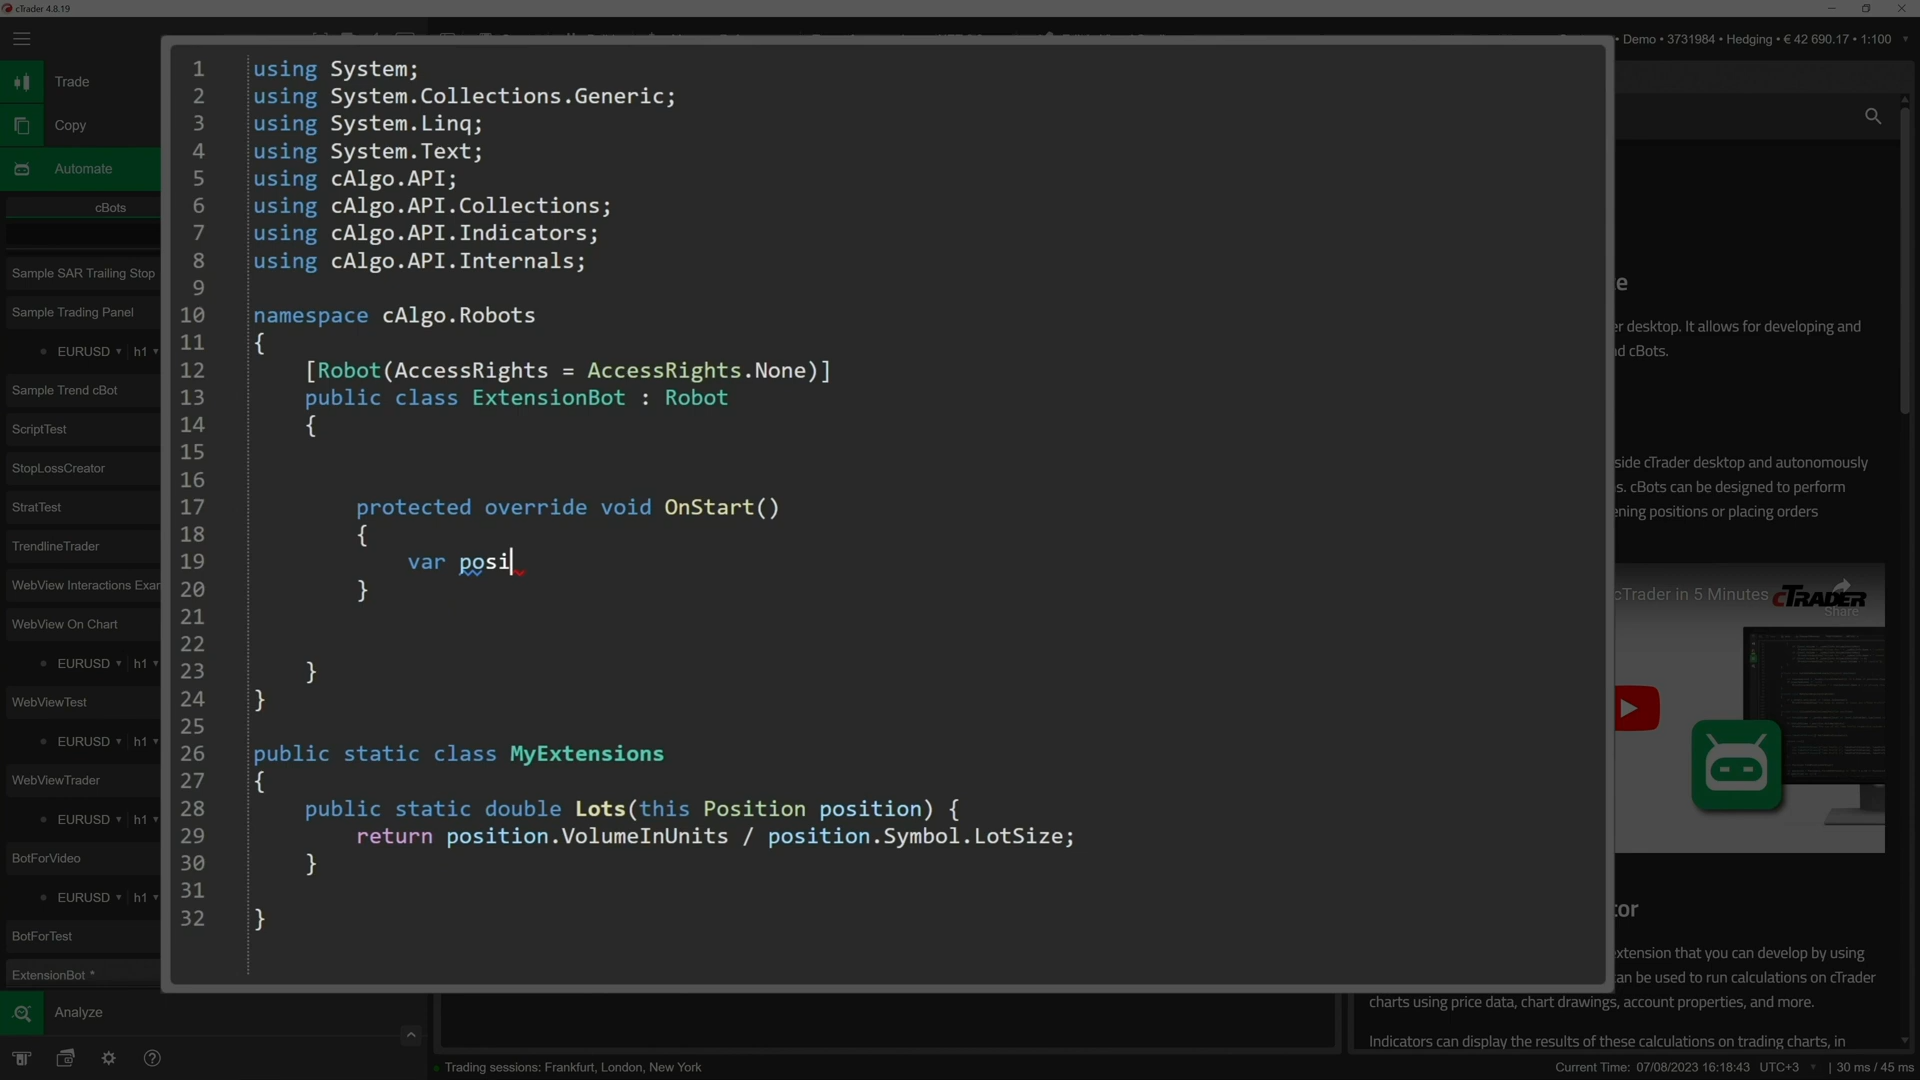 cTrader 4.8.19
• Demo • 3731984 • Hedging • € 42 690.17 • 1:100
Trade
Copy
Automate
cBots
Sample SAR Trailing Stop
Sample Trading Panel
EURUSD h1
Sample Trend cBot
ScriptTest
StopLossCreator
StratTest
TrendlineTrader
WebView Interactions Exar
WebView On Chart
EURUSD h1
WebViewTest
EURUSD h1
WebViewTrader
EURUSD h1
BotForVideo
EURUSD h1
BotForTest
ExtensionBot *
Analyze
1 using System;
2 using System.Collections.Generic;
3 using System.Linq;
4 using System.Text;
5 using cAlgo.API;
6 using cAlgo.API.Collections;
7 using cAlgo.API.Indicators;
8 using cAlgo.API.Internals;
9
10 namespace cAlgo.Robots
11 {
12 [Robot(AccessRights = AccessRights.None)]
13 public class ExtensionBot : Robot
14 {
15
16
17 protected override void OnStart()
18 {
19 var posi
20 }
21
22
23 }
24 }
25
26 public static class MyExtensions
27 {
28 public static double Lots(this Position position) {
29 return position.VolumeInUnits / position.Symbol.LotSize;
30 }
31
32 }
e
r desktop. It allows for developing and
d cBots.
side cTrader desktop and autonomously
s. cBots can be designed to perform
ening positions or placing orders
cTrader in 5 Minutes
cTRADER
Share
tor
xtension that you can develop by using
an be used to run calculations on cTrader
charts using price data, chart drawings, account properties, and more.
Indicators can display the results of these calculations on trading charts, in
Trading sessions: Frankfurt, London, New York
Current Time: 07/08/2023 16:18:43 UTC+3 | 30 ms / 45 ms